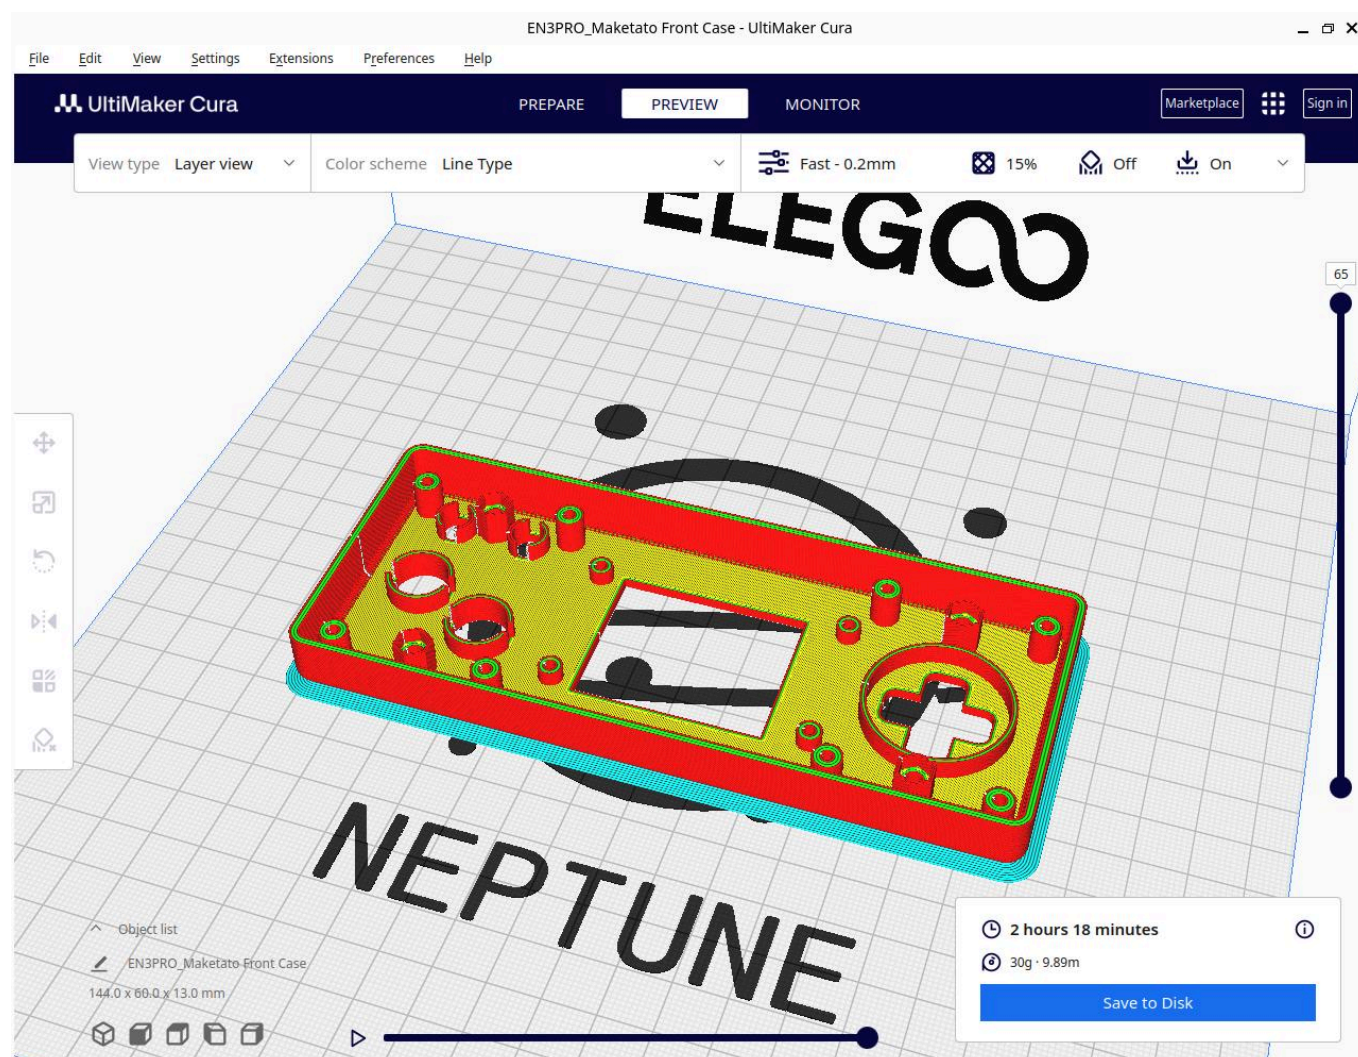 EN3PRO_Maketato Front Case - UltiMaker Cura
File Edit View Settings Extensions Preferences Help
UltiMaker Cura PREPARE PREVIEW MONITOR Marketplace Sign in
View type Layer view Color scheme Line Type Fast - 0.2mm 15% Off On
ELEGOO
65
NEPTUNE
Object list
EN3PRO_Maketato Front Case
144.0 x 60.0 x 13.0 mm
2 hours 18 minutes
30g · 9.89m
Save to Disk